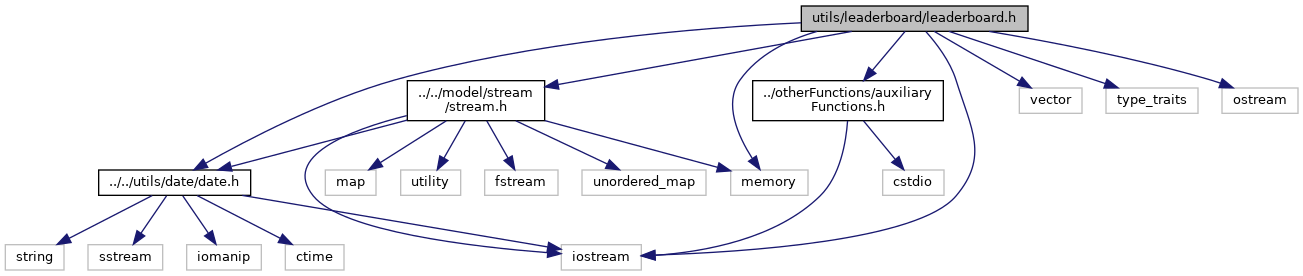 utils/leaderboard/leaderboard.h
../../model/stream
/stream.h
../otherFunctions/auxiliary
Functions.h
vector
type_traits
ostream
../../utils/date/date.h
map
utility
fstream
unordered_map
memory
cstdio
string
sstream
iomanip
ctime
iostream